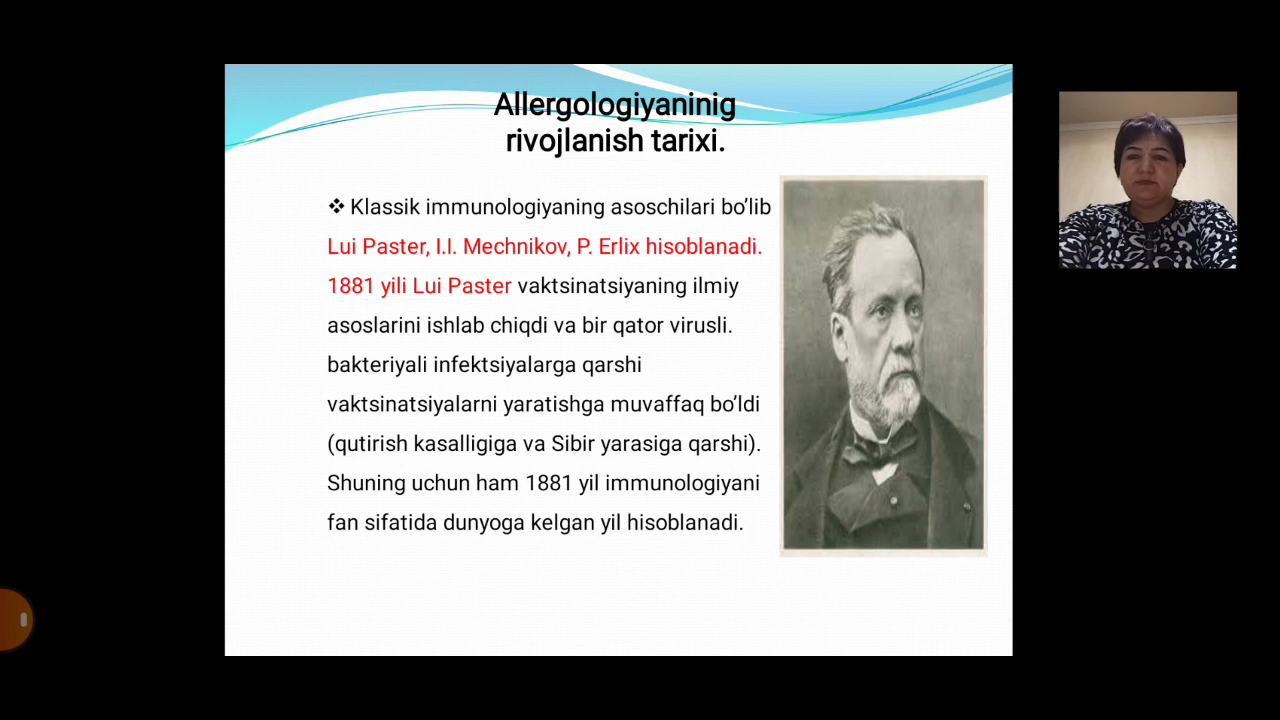 Allergologiyaninig
rivojlanish tarixi.
❖ Klassik immunologiyaning asoschilari bo’lib
Lui Paster, I.I. Mechnikov, P. Erlix hisoblanadi.
1881 yili Lui Paster vaktsinatsiyaning ilmiy
asoslarini ishlab chiqdi va bir qator virusli.
bakteriyali infektsiyalarga qarshi
vaktsinatsiyalarni yaratishga muvaffaq bo’ldi
(qutirish kasalligiga va Sibir yarasiga qarshi).
Shuning uchun ham 1881 yil immunologiyani
fan sifatida dunyoga kelgan yil hisoblanadi.